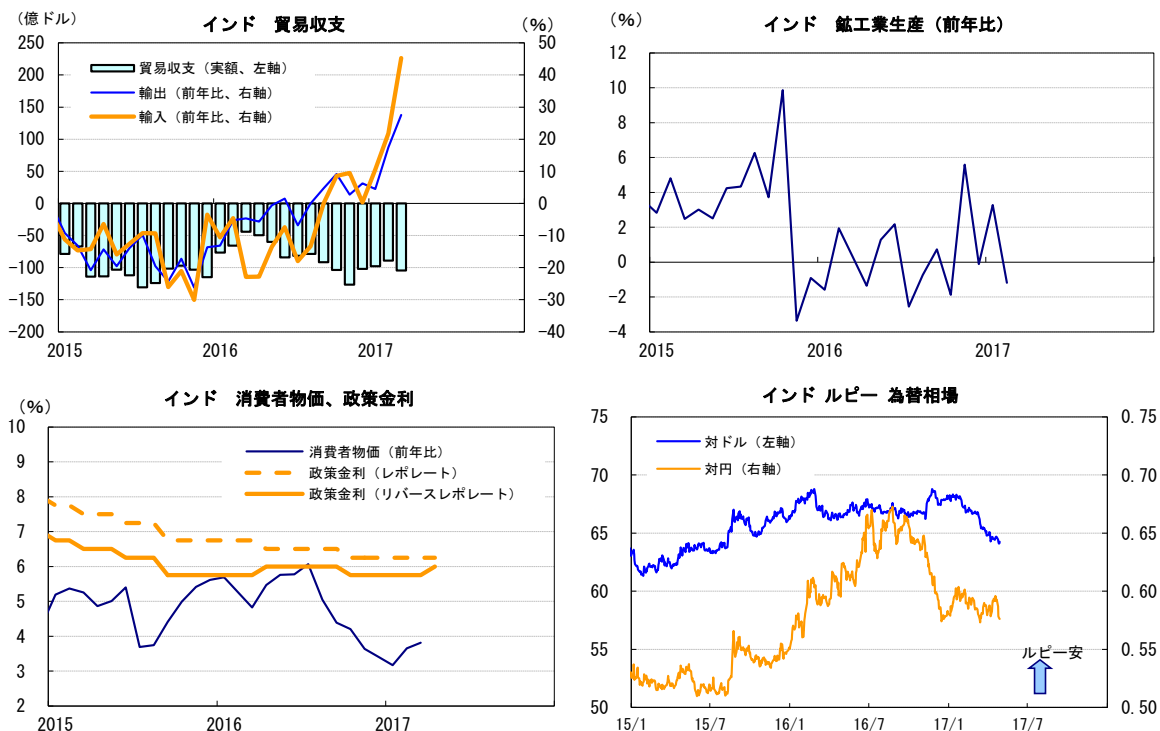 インド　貿易収支
（億ドル）
（%）
250
200
150
100
50
0
-50
-100
-150
-200
50
40
30
20
10
0
-10
-20
-30
-40
貿易収支（実額、左軸）
輸出（前年比、右軸）
輸入（前年比、右軸）
2015 2016 2017
インド　鉱工業生産（前年比）
（%）
12
10
8
6
4
2
0
-2
-4
2015 2016 2017
インド　消費者物価、政策金利
（%）
10
9
8
7
6
5
4
3
2
消費者物価（前年比）
政策金利（レポレート）
政策金利（リバースレポレート）
2015 2016 2017
インド ルピー 為替相場
75
70
65
60
55
50
0.75
0.70
0.65
0.60
0.55
0.50
対ドル（左軸）
対円（右軸）
ルピー安
15/1 15/7 16/1 16/7 17/1 17/7